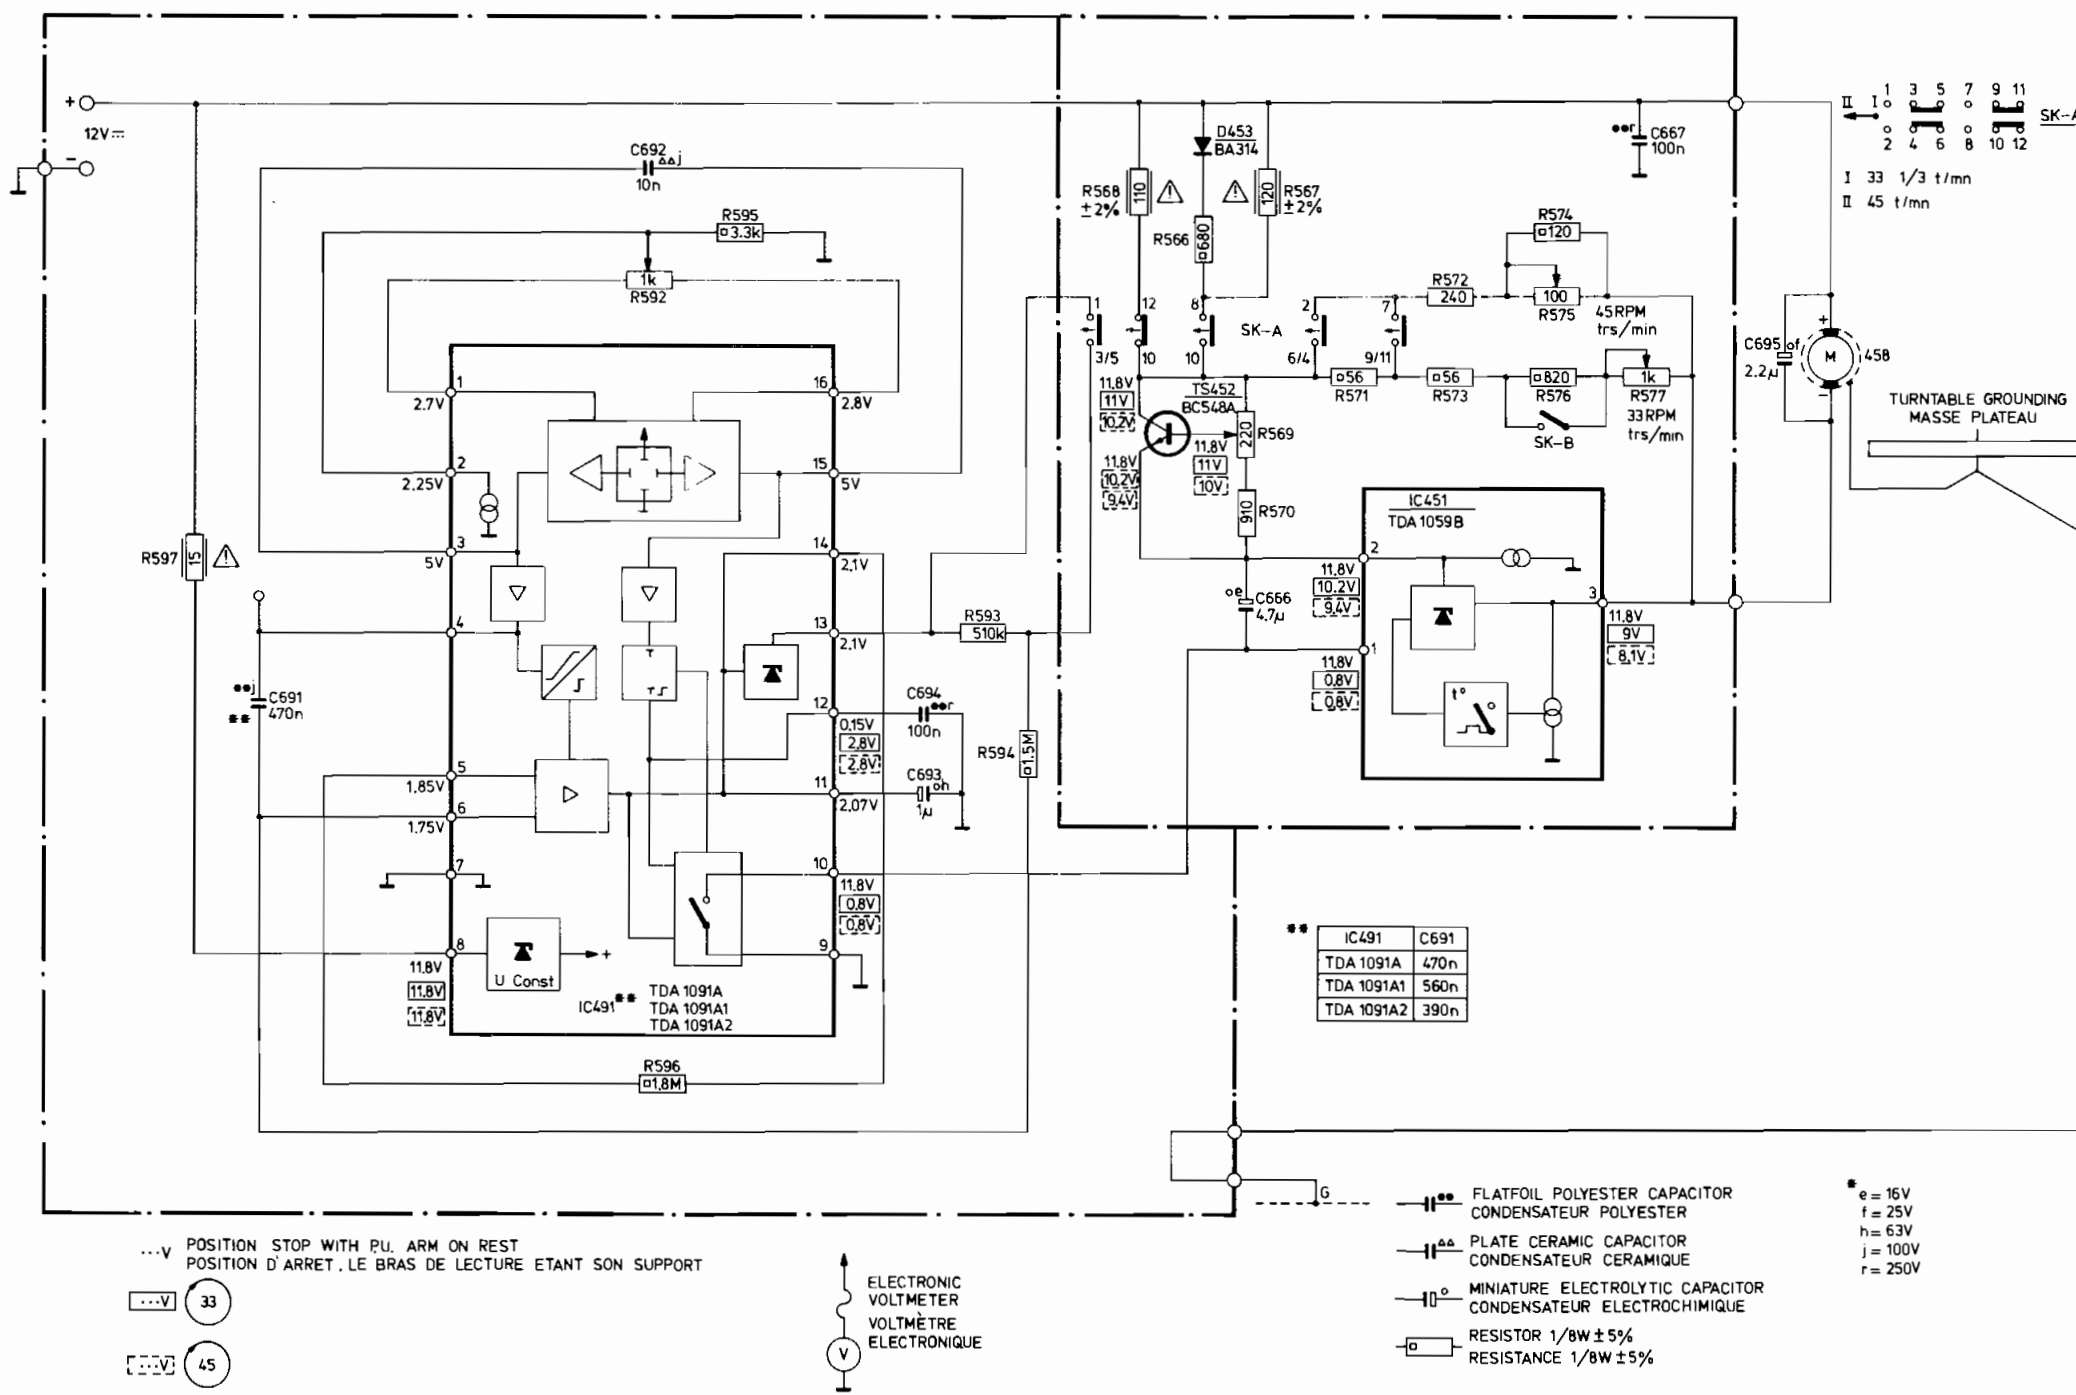 +
12V
-
C692 ΔΔj
10n
R595
3.3k
1k
R592
1
2.7V
16
2.8V
2
2.25V
15
5V
3
5V
14
2,1V
R597
15
4
13
2.1V
C691
470n
**
12
0.15V
2,8V
2,8V
C694
100n
5
1.85V
6
1.75V
11
2.07V
C693
1µ
h
7
10
11.8V
0,8V
0,8V
8
11.8V
11.8V
11.8V
9
U Const
+
IC491 **
TDA 1091A
TDA 1091A1
TDA 1091A2
R596
1,8M
R593
510k
R594
1.5M
R568
±2%
110
D453
BA314
R566
680
R567
±2%
120
1
12
8
SK-A
2
7
3/5
10
10
6/4
9/11
11.8V
11V
10,2V
TS452
BC548A
11.8V
10,2V
9,4V
11.8V
11V
10V
R569
220
R570
910
C666
4,7µ
e
56
R571
56
R573
R572
240
R574
120
100
R575
45RPM
trs/min
820
R576
SK-B
1k
R577
33RPM
trs/min
C667
100n
r
IC451
TDA 1059B
2
11.8V
10.2V
9,4V
1
11.8V
0.8V
0,8V
3
11.8V
9V
8,1V
t°
C695 f
2.2µ
+
M
-
458
II I
1 3 5 7 9 11
2 4 6 8 10 12
SK-A
I 33 1/3 t/mn
II 45 t/mn
TURNTABLE GROUNDING
MASSE PLATEAU
** IC491 C691
TDA 1091A 470n
TDA 1091A1 560n
TDA 1091A2 390n
G
...V POSITION STOP WITH P.U. ARM ON REST
POSITION D'ARRET, LE BRAS DE LECTURE ETANT SON SUPPORT
...V 33
...V 45
ELECTRONIC
VOLTMETER
VOLTMÈTRE
ELECTRONIQUE
V
FLATFOIL POLYESTER CAPACITOR
CONDENSATEUR POLYESTER
PLATE CERAMIC CAPACITOR
CONDENSATEUR CERAMIQUE
MINIATURE ELECTROLYTIC CAPACITOR
CONDENSATEUR ELECTROCHIMIQUE
RESISTOR 1/8W ±5%
RESISTANCE 1/8W ±5%
* e = 16V
f = 25V
h = 63V
j = 100V
r = 250V